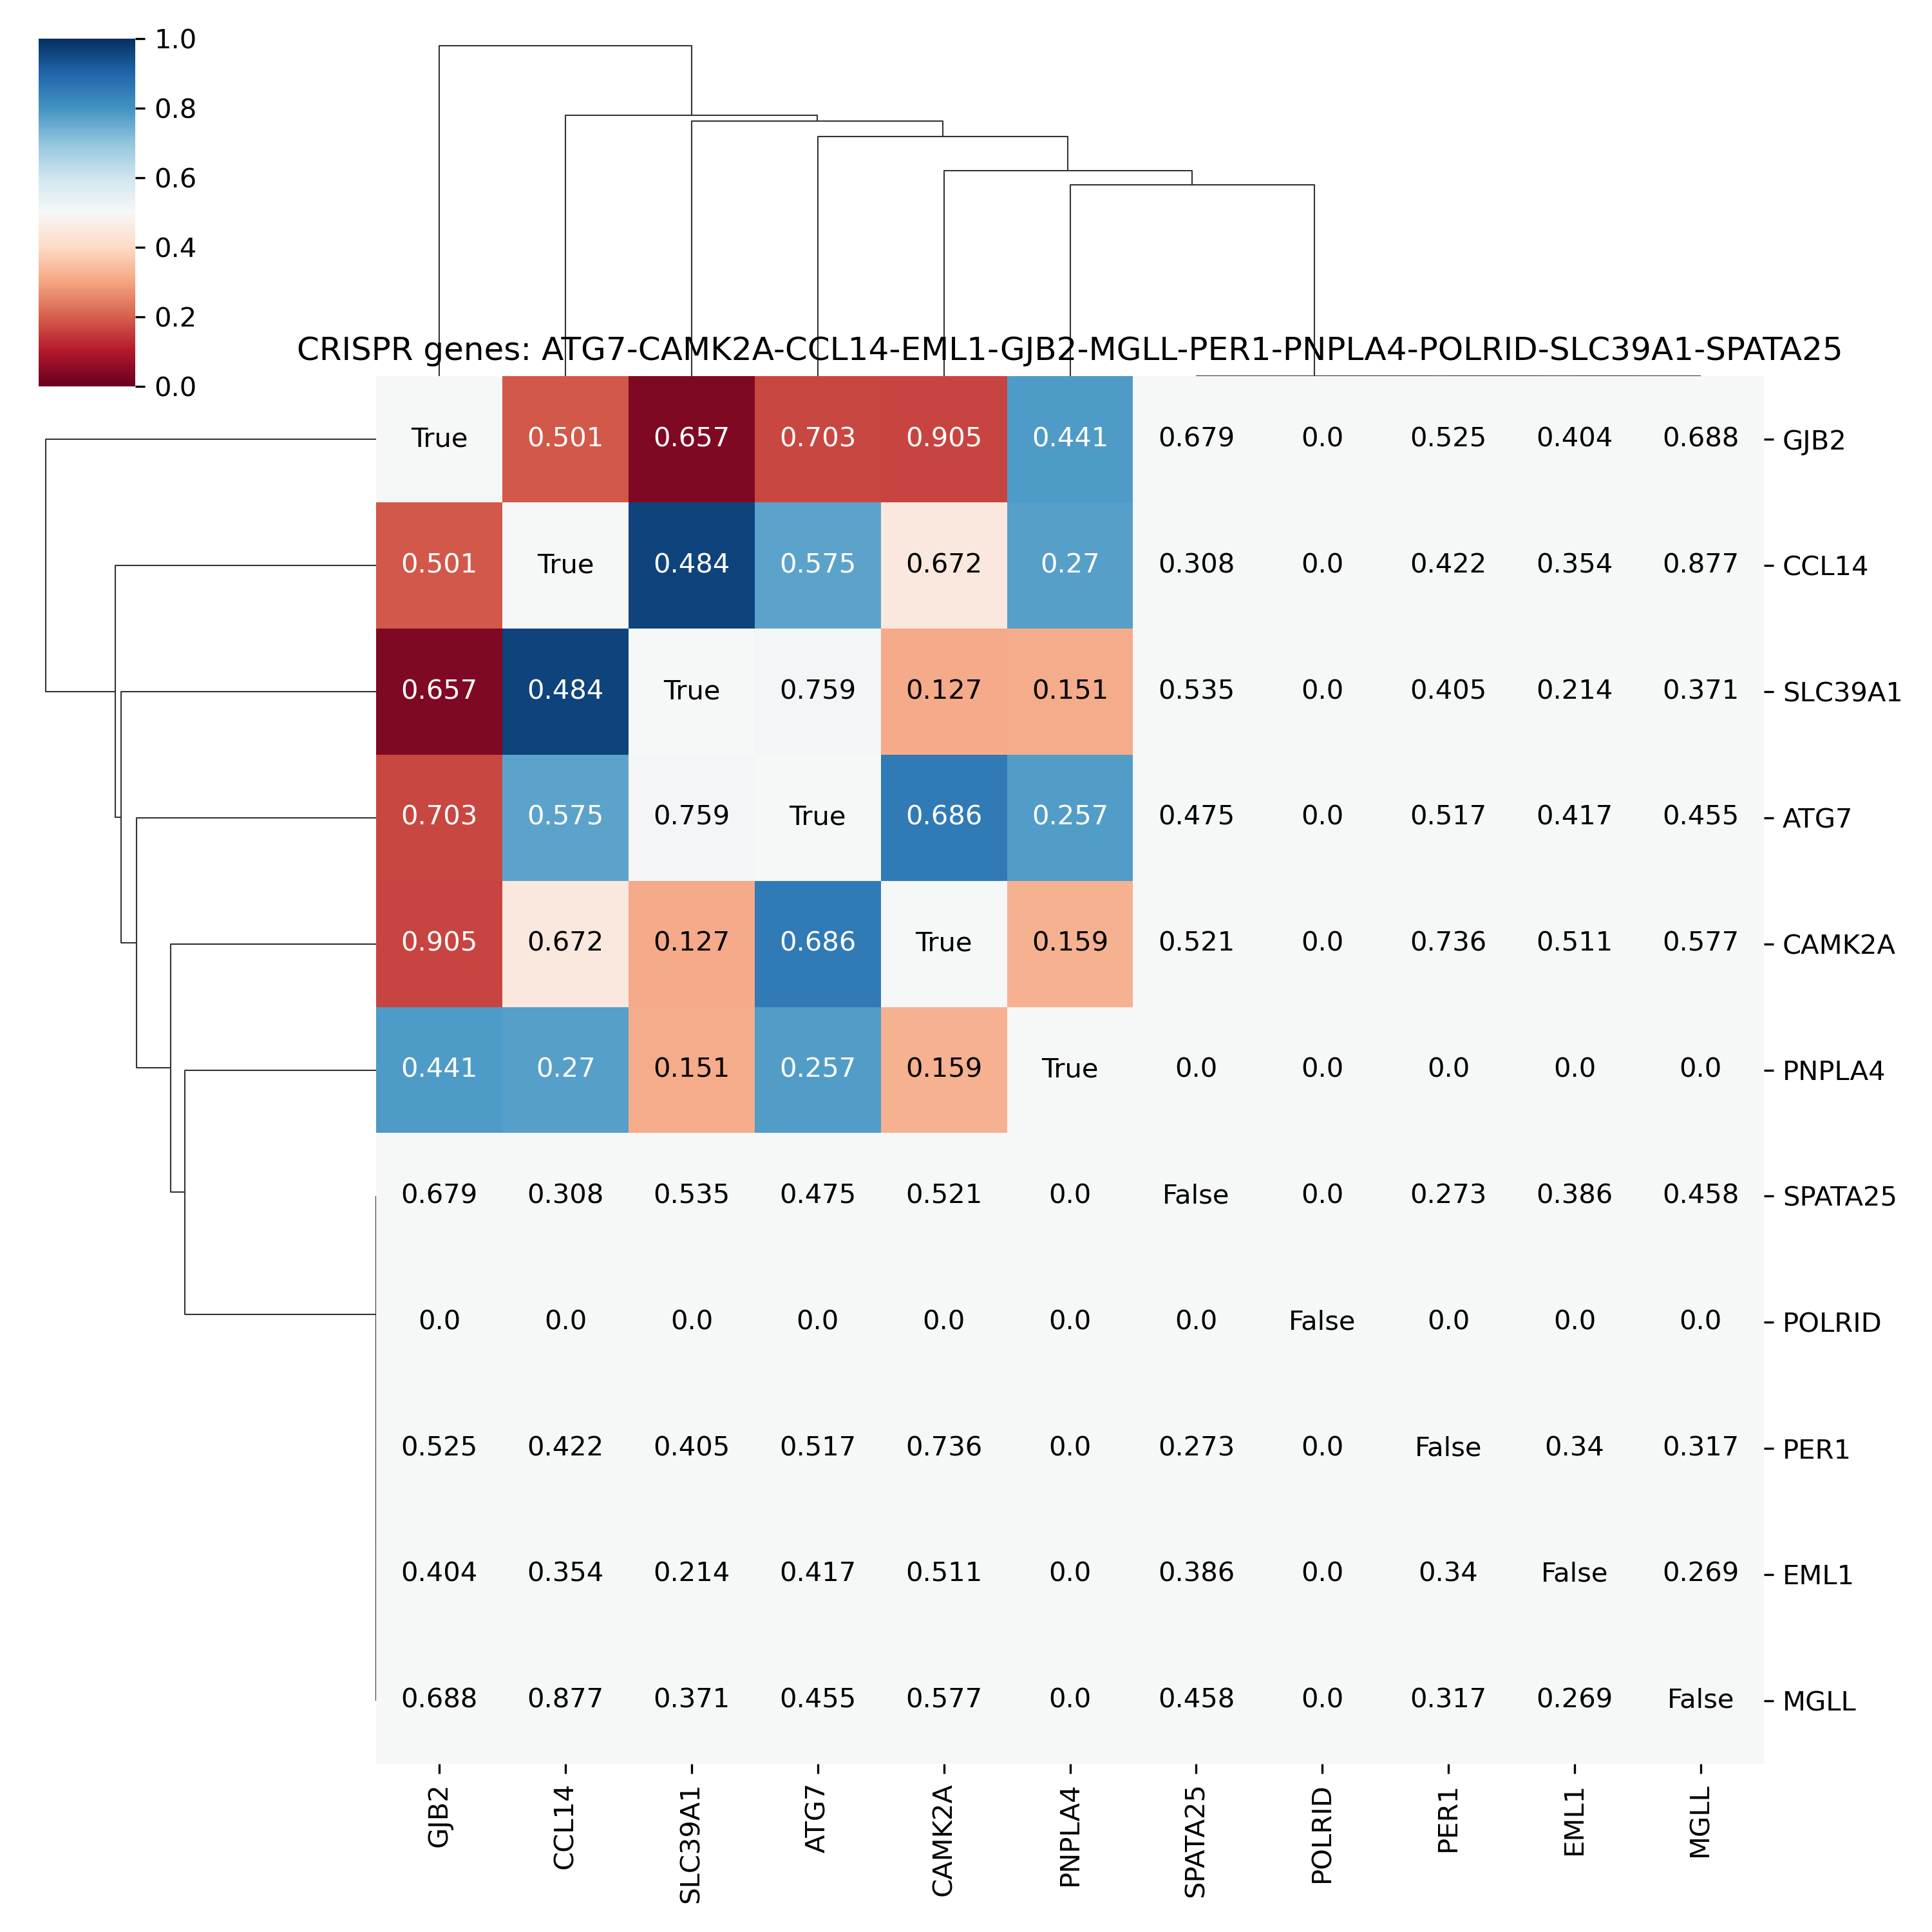 1.0
0.8
0.6
0.4
0.2
0.0
CRISPR genes: ATG7-CAMK2A-CCL14-EML1-GJB2-MGLL-PER1-PNPLA4-POLRID-SLC39A1-SPATA25
True 0.501 0.657 0.703 0.905 0.441 0.679 0.0 0.525 0.404 0.688 GJB2
0.501 True 0.484 0.575 0.672 0.27 0.308 0.0 0.422 0.354 0.877 CCL14
0.657 0.484 True 0.759 0.127 0.151 0.535 0.0 0.405 0.214 0.371 SLC39A1
0.703 0.575 0.759 True 0.686 0.257 0.475 0.0 0.517 0.417 0.455 ATG7
0.905 0.672 0.127 0.686 True 0.159 0.521 0.0 0.736 0.511 0.577 CAMK2A
0.441 0.27 0.151 0.257 0.159 True 0.0 0.0 0.0 0.0 0.0 PNPLA4
0.679 0.308 0.535 0.475 0.521 0.0 False 0.0 0.273 0.386 0.458 SPATA25
0.0 0.0 0.0 0.0 0.0 0.0 0.0 False 0.0 0.0 0.0 POLRID
0.525 0.422 0.405 0.517 0.736 0.0 0.273 0.0 False 0.34 0.317 PER1
0.404 0.354 0.214 0.417 0.511 0.0 0.386 0.0 0.34 False 0.269 EML1
0.688 0.877 0.371 0.455 0.577 0.0 0.458 0.0 0.317 0.269 False MGLL
GJB2 CCL14 SLC39A1 ATG7 CAMK2A PNPLA4 SPATA25 POLRID PER1 EML1 MGLL